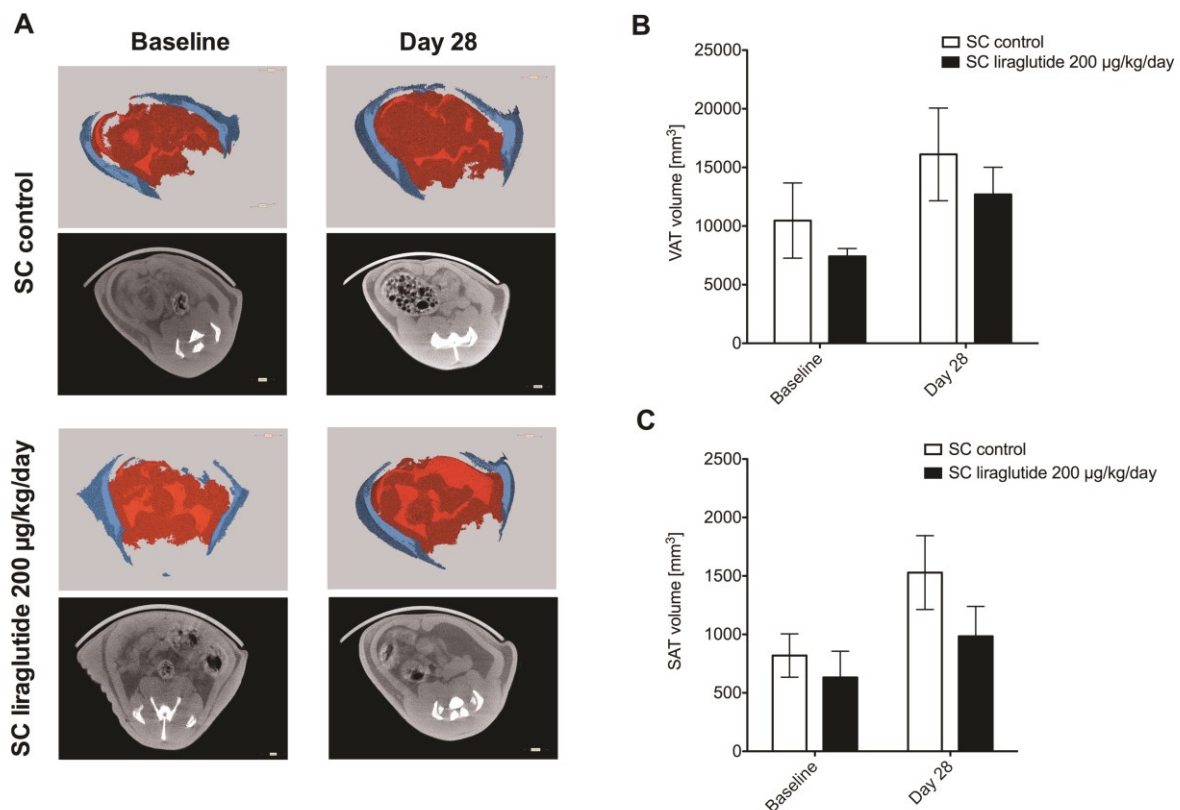 A
Baseline
Day 28
SC control
SC liraglutide 200 µg/kg/day
B
SC control
SC liraglutide 200 µg/kg/day
25000
20000
15000
10000
5000
0
VAT volume [mm³]
Baseline
Day 28
C
SC control
SC liraglutide 200 µg/kg/day
2500
2000
1500
1000
500
0
SAT volume [mm³]
Baseline
Day 28